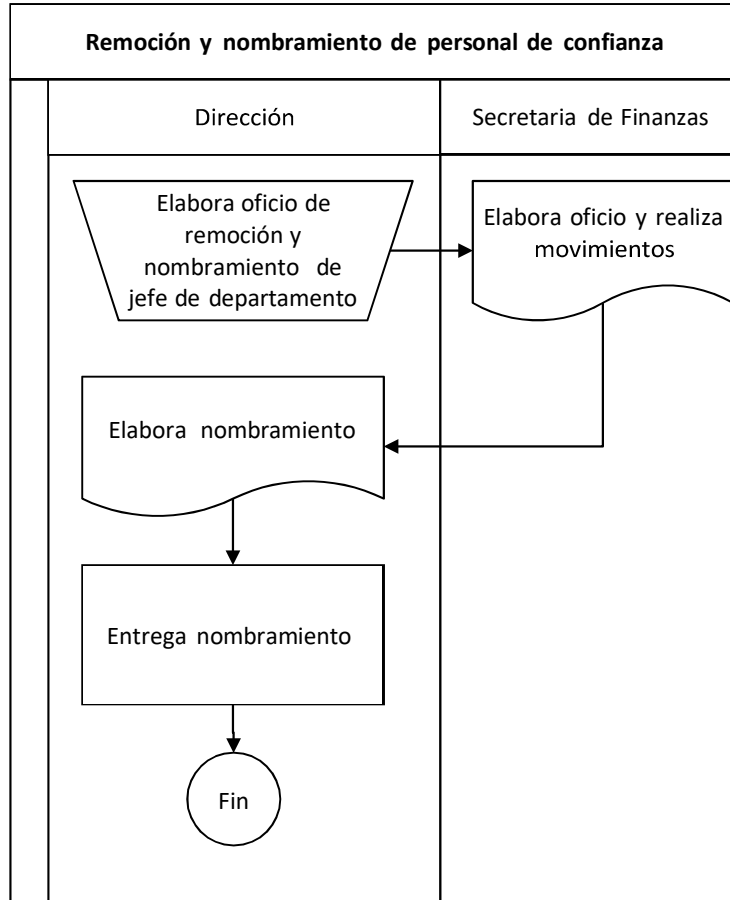 Remoción y nombramiento de personal de confianza
Dirección
Secretaria de Finanzas
Elabora oficio de
remoción y
nombramiento de
jefe de departamento
Elabora oficio y realiza
movimientos
Elabora nombramiento
Entrega nombramiento
Fin